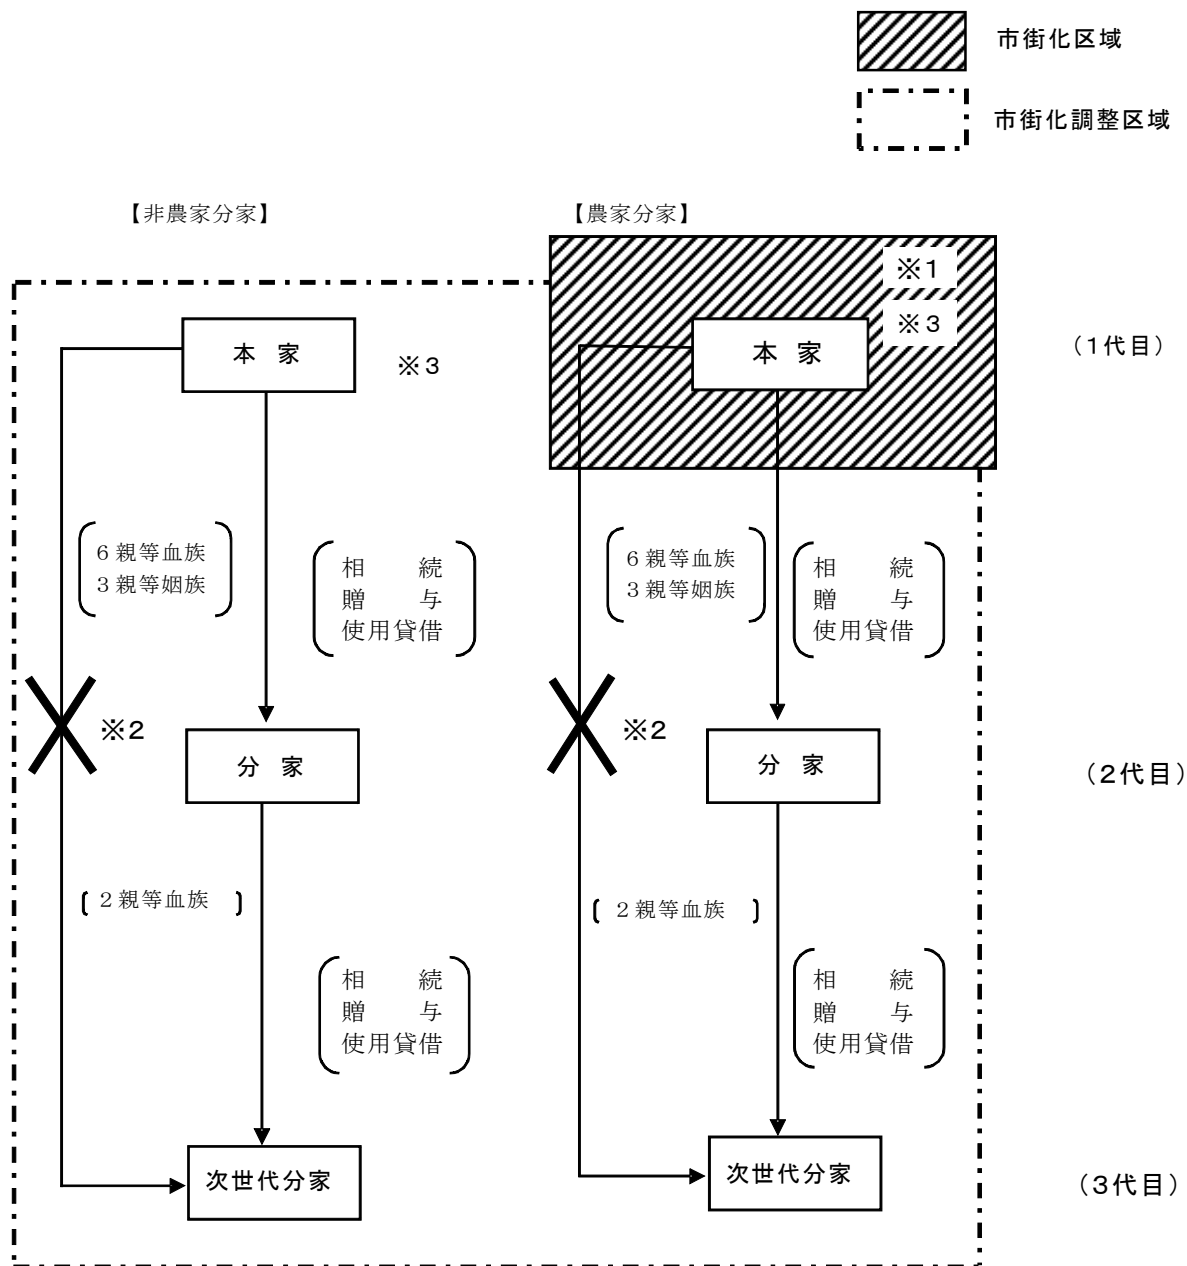 市街化区域
市街化調整区域
【非農家分家】
【農家分家】
※1
※3
本 家
※3
本 家
(1代目)
6親等血族
3親等姻族
相 続
贈 与
使用貸借
6親等血族
3親等姻族
相 続
贈 与
使用貸借
※2
※2
分 家
分 家
(2代目)
2親等血族
2親等血族
相 続
贈 与
使用貸借
相 続
贈 与
使用貸借
次世代分家
次世代分家
(3代目)